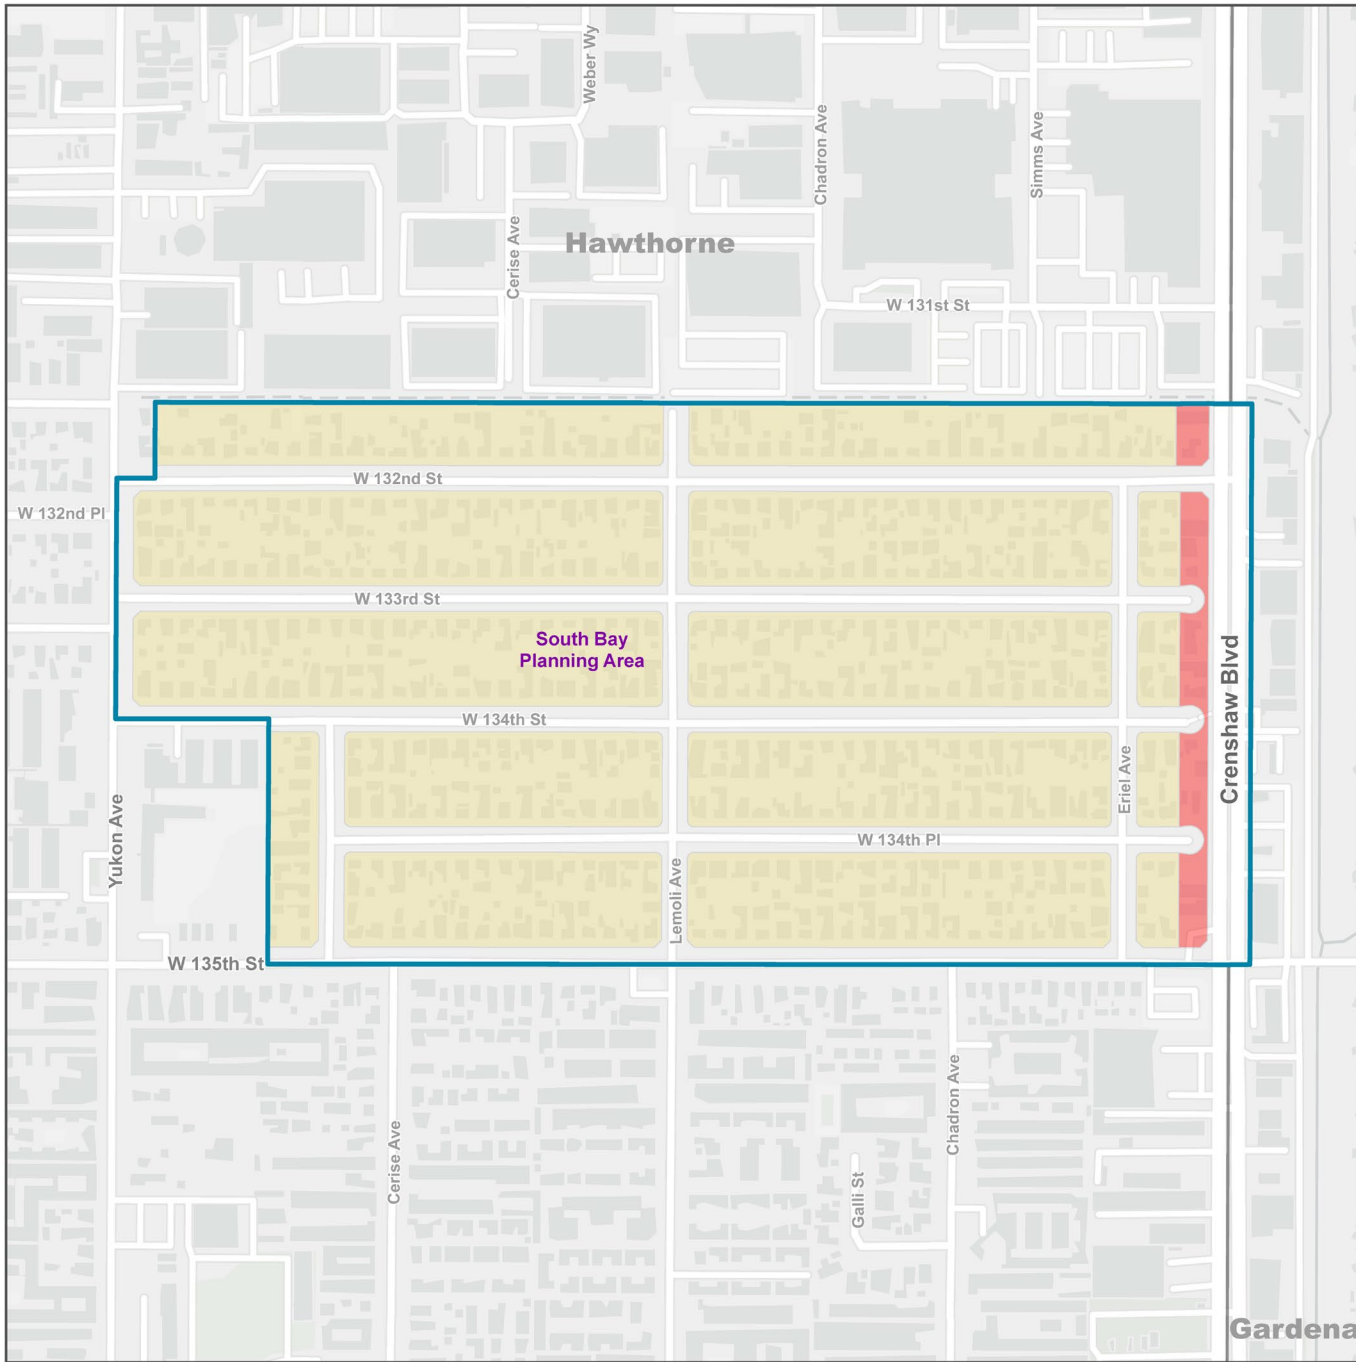 Weber Wy
Chadron Ave
Simms Ave
Cerise Ave
Hawthorne
W 131st St
W 132nd St
W 132nd Pl
W 133rd St
South Bay
Planning Area
Crenshaw Blvd
W 134th St
Eriel Ave
Yukon Ave
W 134th Pl
Lemoli Ave
W 135th St
Chadron Ave
Cerise Ave
Galli St
Gardena